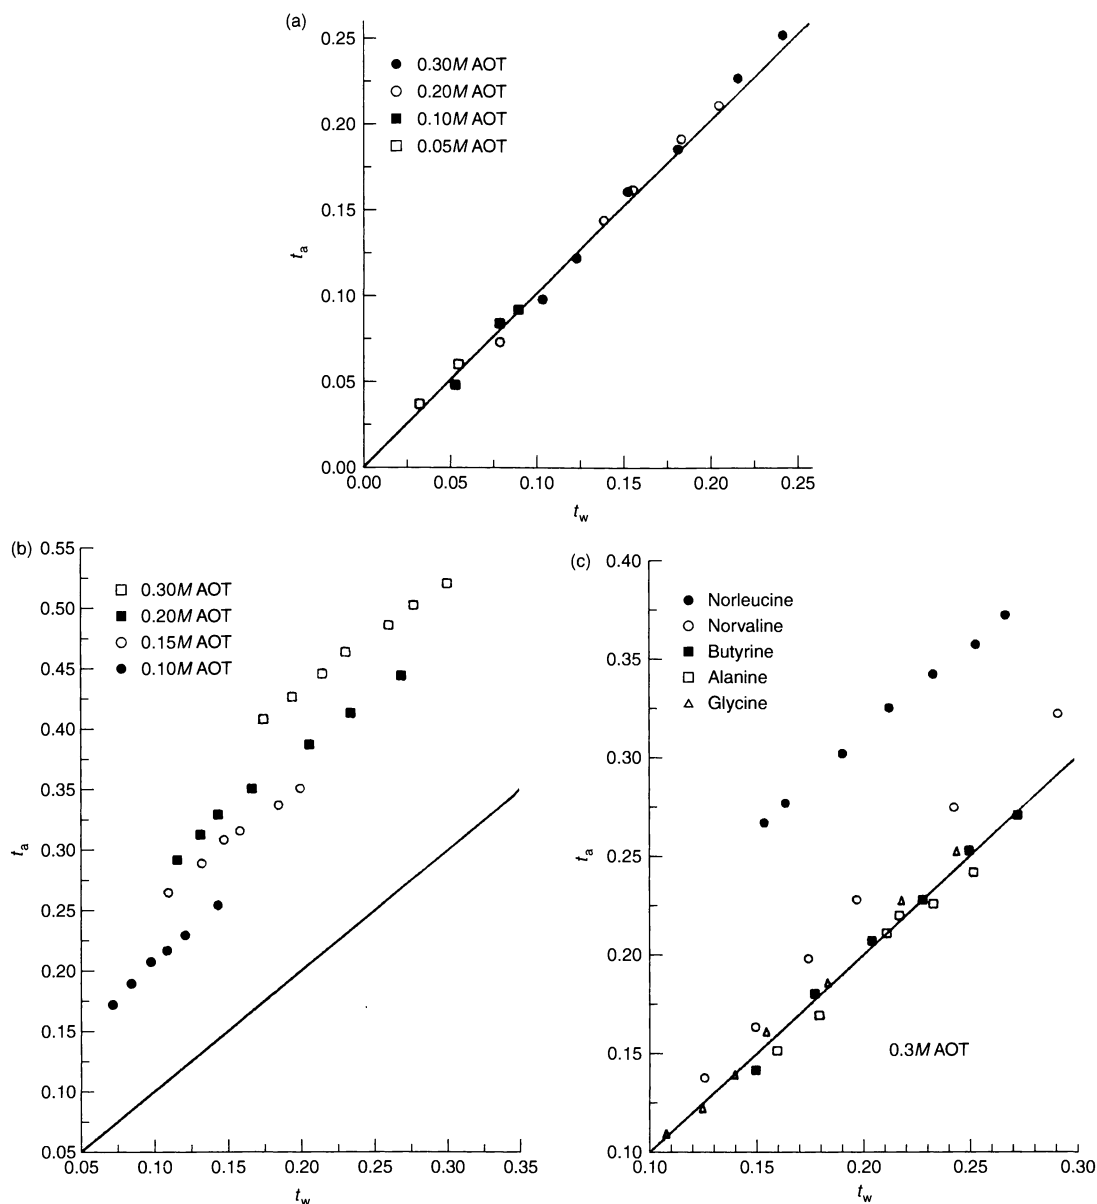 (a)
0.30M AOT
0.20M AOT
0.10M AOT
0.05M AOT
0.25
0.20
0.15
0.10
0.05
0.00
tₐ
0.00 0.05 0.10 0.15 0.20 0.25
t_w
(b)
0.30M AOT
0.20M AOT
0.15M AOT
0.10M AOT
0.55
0.50
0.45
0.40
0.35
0.30
0.25
0.20
0.15
0.10
0.05
tₐ
0.05 0.10 0.15 0.20 0.25 0.30 0.35
t_w
(c)
Norleucine
Norvaline
Butyrine
Alanine
Glycine
0.40
0.35
0.30
0.25
0.20
0.15
0.10
tₐ
0.3M AOT
0.10 0.15 0.20 0.25 0.30
t_w